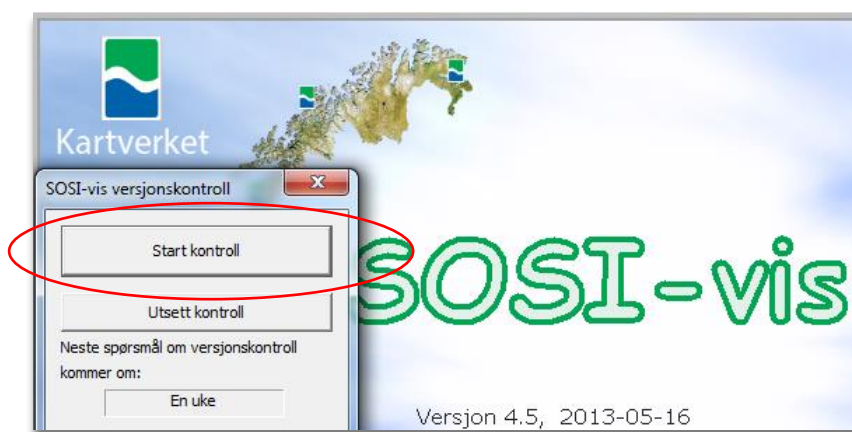 Kartverket
SOSI-vis versjonskontroll
Start kontroll
SOSI-vis
Utsett kontroll
Neste spørsmål om versjonskontroll
kommer om:
En uke
Versjon 4.5, 2013-05-16